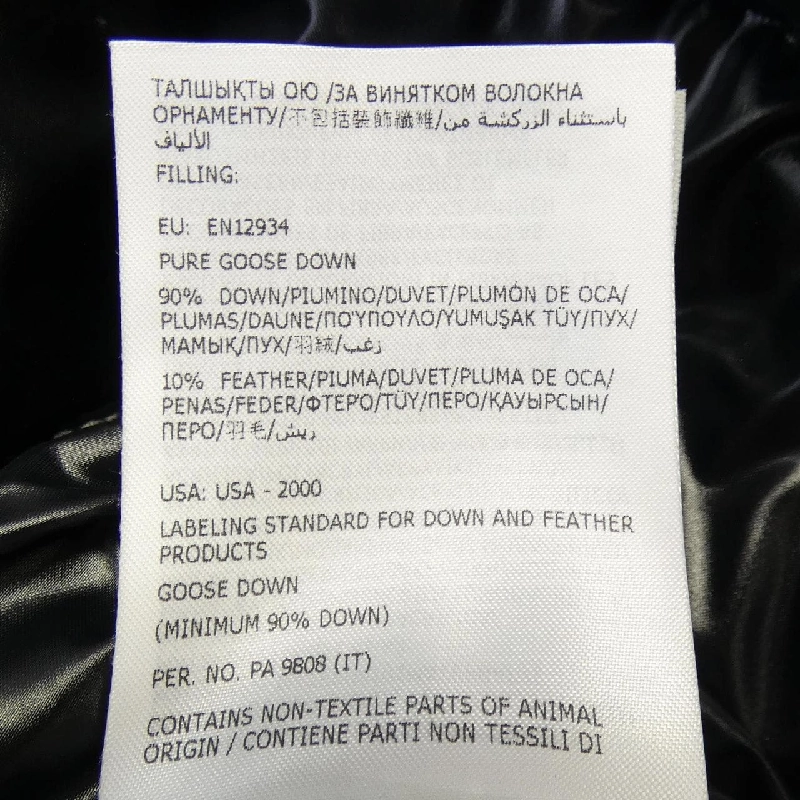 ТАЛШЫҚТЫ ОЮ /ЗА ВИНЯТКОМ ВОЛОКНА
ОРНАМЕНТУ/不包括裝飾纖維/باستثناء الزركشة من
الألياف
FILLING:
EU: EN12934
PURE GOOSE DOWN
90% DOWN/PIUMINO/DUVET/PLUMÓN DE OCA/
PLUMAS/DAUNE/ΠΟΎΠΟΥΛΟ/YUMUŞAK TÜY/ПУХ/
МАМЫҚ/ПУХ/羽絨/زغب
10% FEATHER/PIUMA/DUVET/PLUMA DE OCA/
PENAS/FEDER/ΦΤΕΡΌ/TÜY/ПЕРО/ҚАУЫРСЫН/
ПЕРО/羽毛/ريش
USA: USA - 2000
LABELING STANDARD FOR DOWN AND FEATHER
PRODUCTS
GOOSE DOWN
(MINIMUM 90% DOWN)
PER. NO. PA 9808 (IT)
CONTAINS NON-TEXTILE PARTS OF ANIMAL
ORIGIN / CONTIENE PARTI NON TESSILI DI